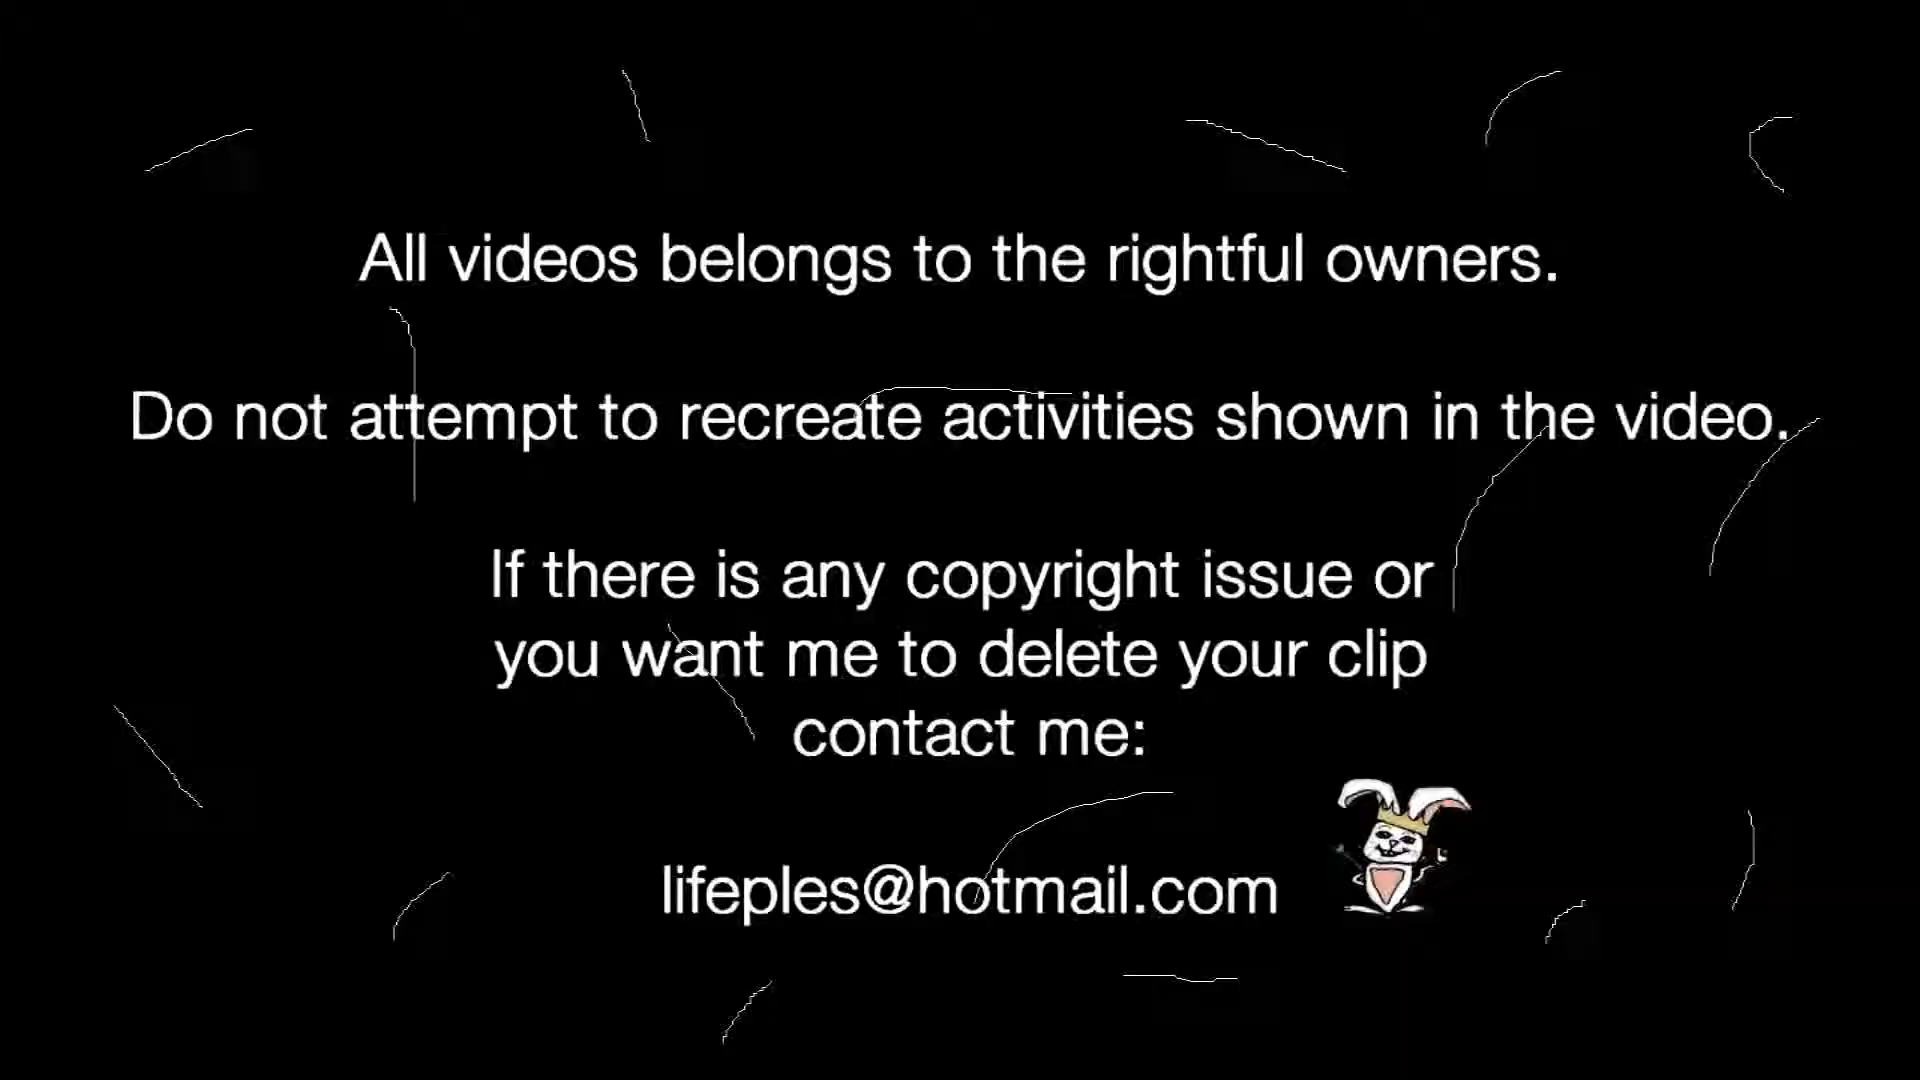 All videos belongs to the rightful owners.
Do not attempt to recreate activities shown in the video.
If there is any copyright issue or
you want me to delete your clip
contact me:
lifeples@hotmail.com